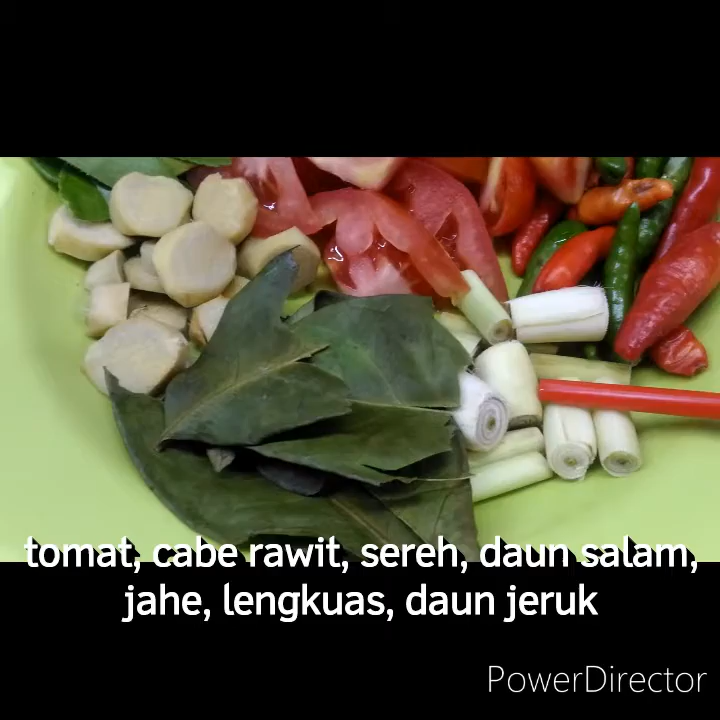 tomat, cabe rawit, sereh, daun salam,
jahe, lengkuas, daun jeruk
PowerDirector